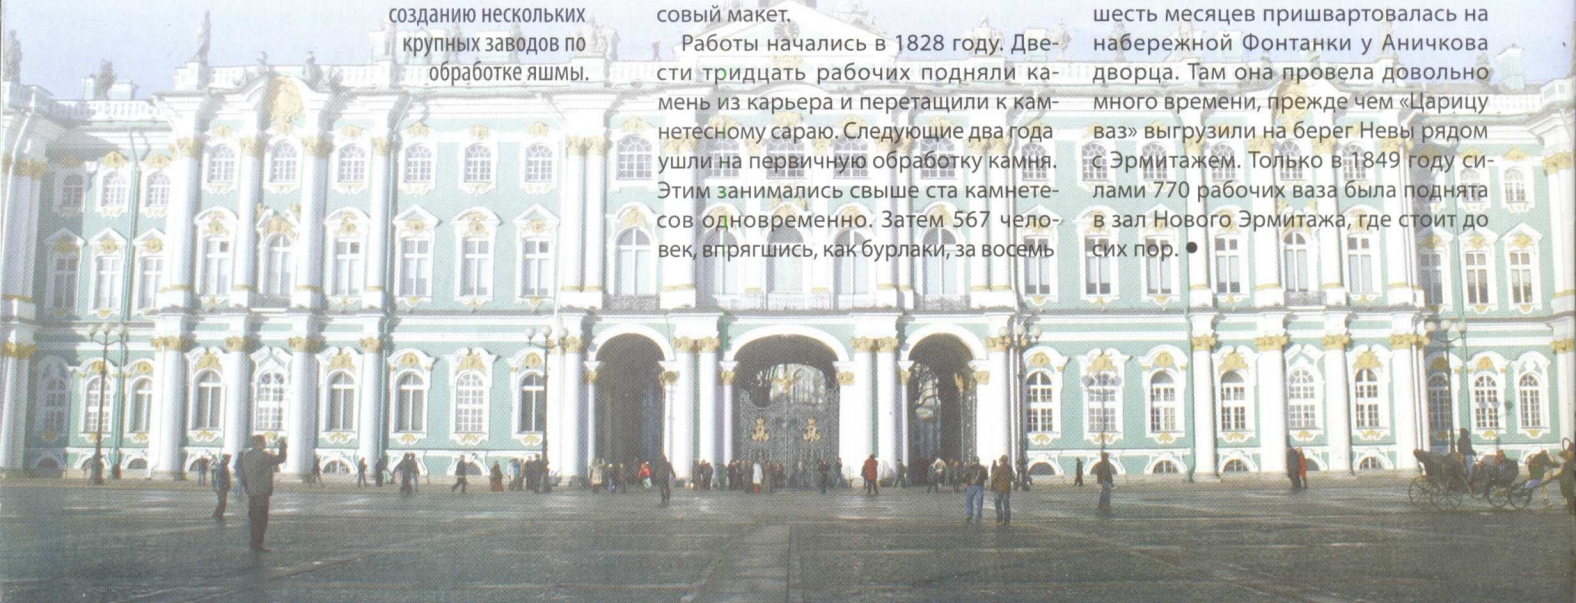 созданию нескольких
крупных заводов по
обработке яшмы.
совый макет.
Работы начались в 1828 году. Две-
сти тридцать рабочих подняли ка-
мень из карьера и перетащили к кам-
нетесному сараю. Следующие два года
ушли на первичную обработку камня.
Этим занимались свыше ста камнете-
сов одновременно. Затем 567 чело-
век, впрягшись, как бурлаки, за восемь
шесть месяцев пришвартовалась на
набережной Фонтанки у Аничкова
дворца. Там она провела довольно
много времени, прежде чем «Царицу
ваз» выгрузили на берег Невы рядом
с Эрмитажем. Только в 1849 году си-
лами 770 рабочих ваза была поднята
в зал Нового Эрмитажа, где стоит до
сих пор. ●